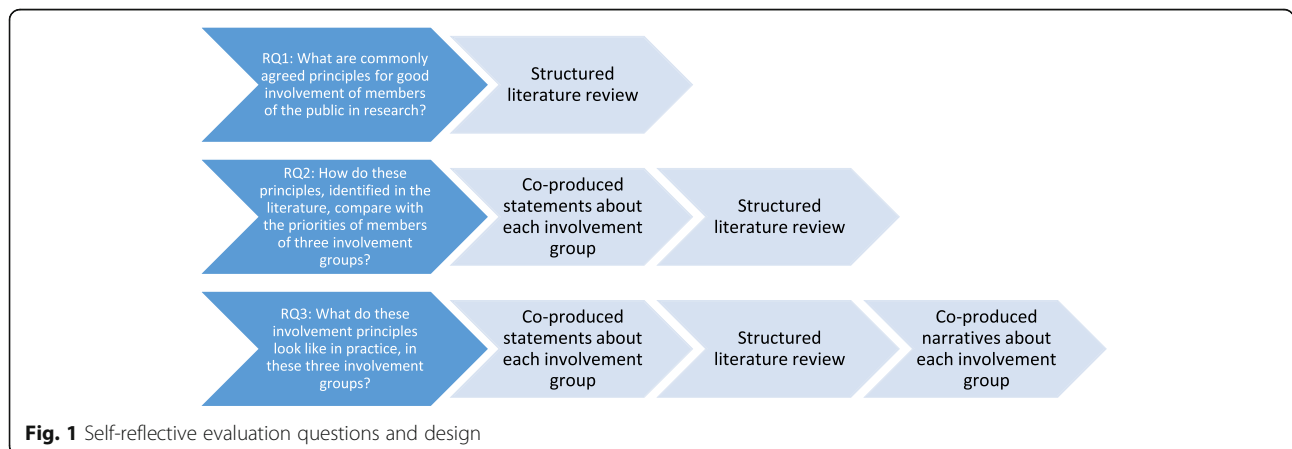 RQ1: What are commonly
agreed principles for good
involvement of members
of the public in research?
Structured
literature review
RQ2: How do these
principles, identified in the
literature, compare with
the priorities of members
of three involvement
groups?
Co-produced
statements about
each involvement
group
Structured
literature review
RQ3: What do these
involvement principles
look like in practice, in
these three involvement
groups?
Co-produced
statements about
each involvement
group
Structured
literature review
Co-produced
narratives about
each involvement
group
Fig. 1 Self-reflective evaluation questions and design